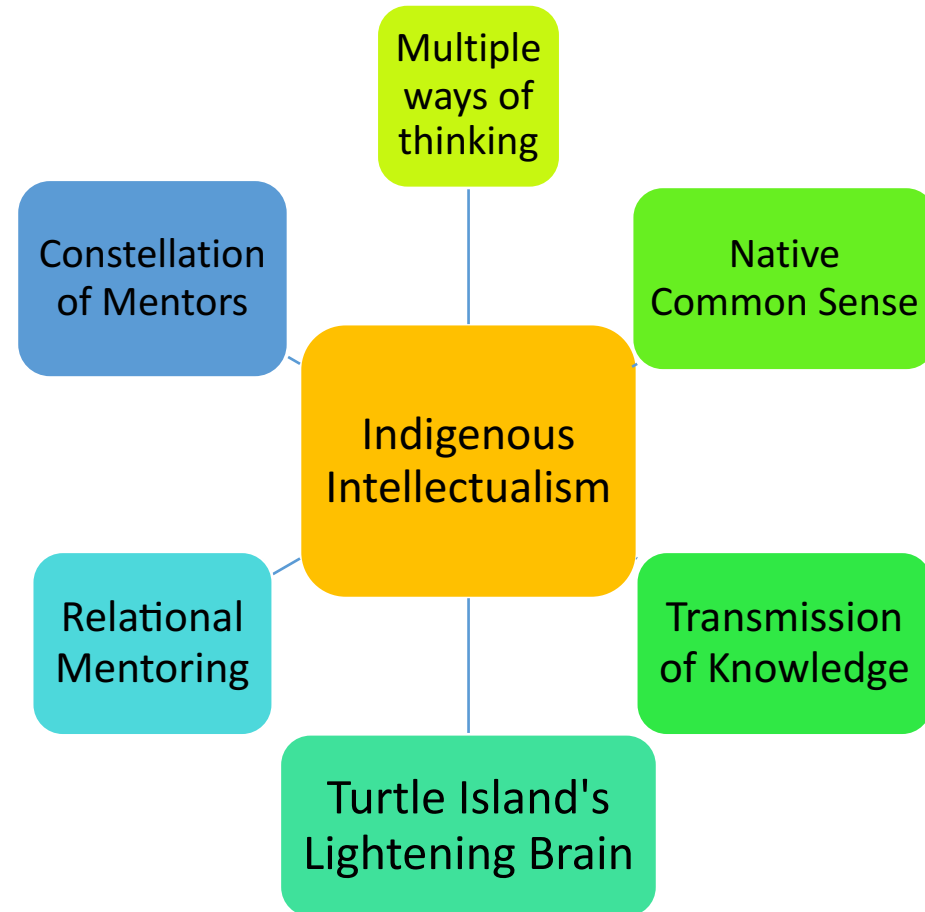 Multiple
ways of
thinking
Constellation
of Mentors
Native
Common Sense
Indigenous
Intellectualism
Relational
Mentoring
Transmission
of Knowledge
Turtle Island's
Lightening Brain